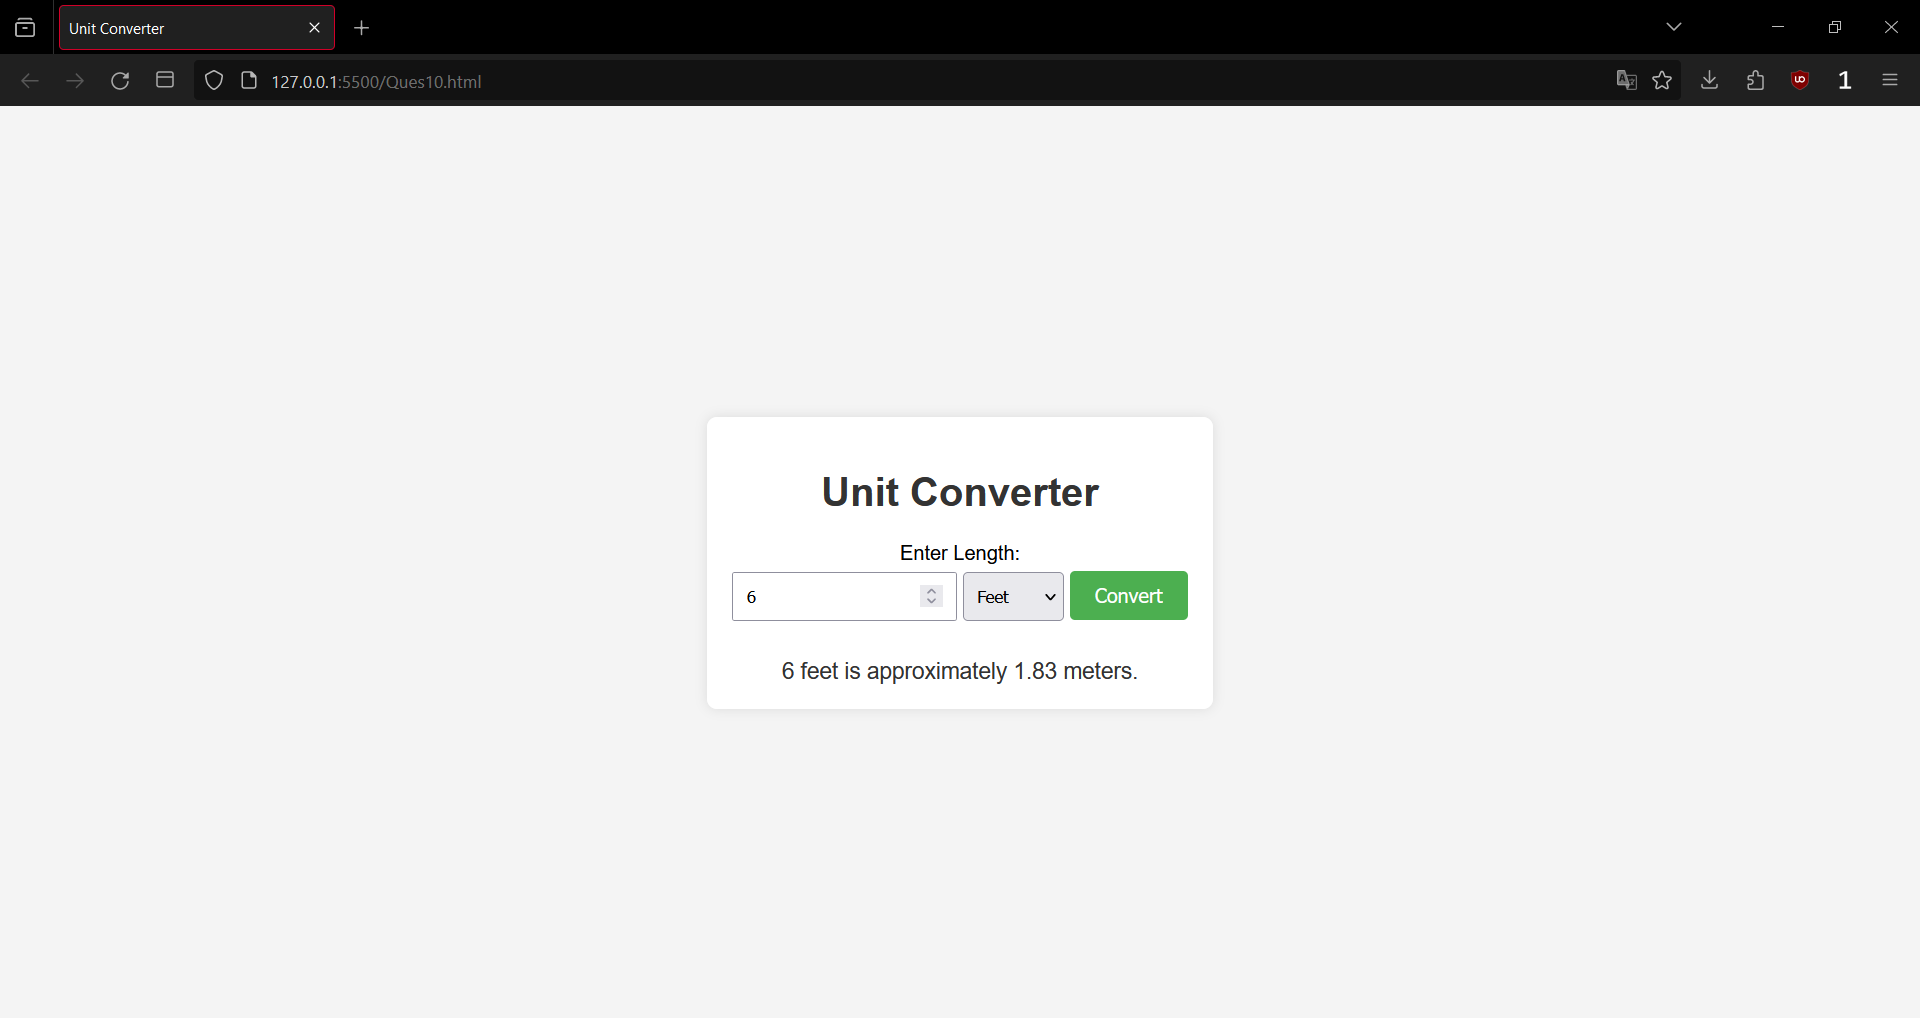 Unit Converter
127.0.0.1:5500/Ques10.html
1
Unit Converter
Enter Length:
6 Feet Convert
6 feet is approximately 1.83 meters.